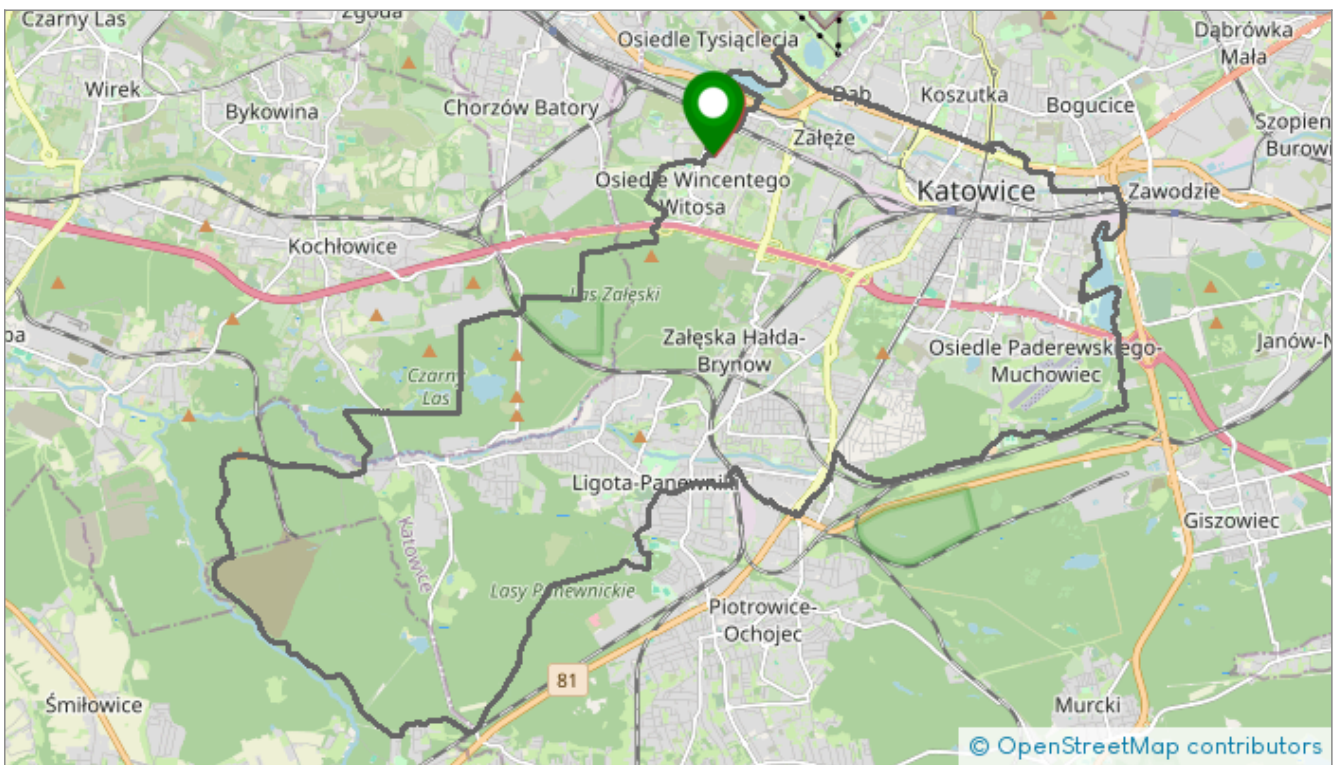 Czarny Las
Zgoda
Osiedle Tysiąclecia
Dąbrówka
Mała
Wirek
Bykowina
Chorzów Batory
Dąb
Koszutka
Bogucice
Załęże
Szopien
Burowi
Osiedle Wincentego
Witosa
Katowice
Zawodzie
Kochłowice
Las Załęski
Załęska Hałda-
Brynow
Osiedle Paderewskiego-
Muchowiec
Janów-N
Czarny
Las
Ligota-Panewniki
Giszowiec
Katowice
Lasy Panewnickie
Piotrowice-
Ochojec
81
Śmiłowice
Murcki
© OpenStreetMap contributors